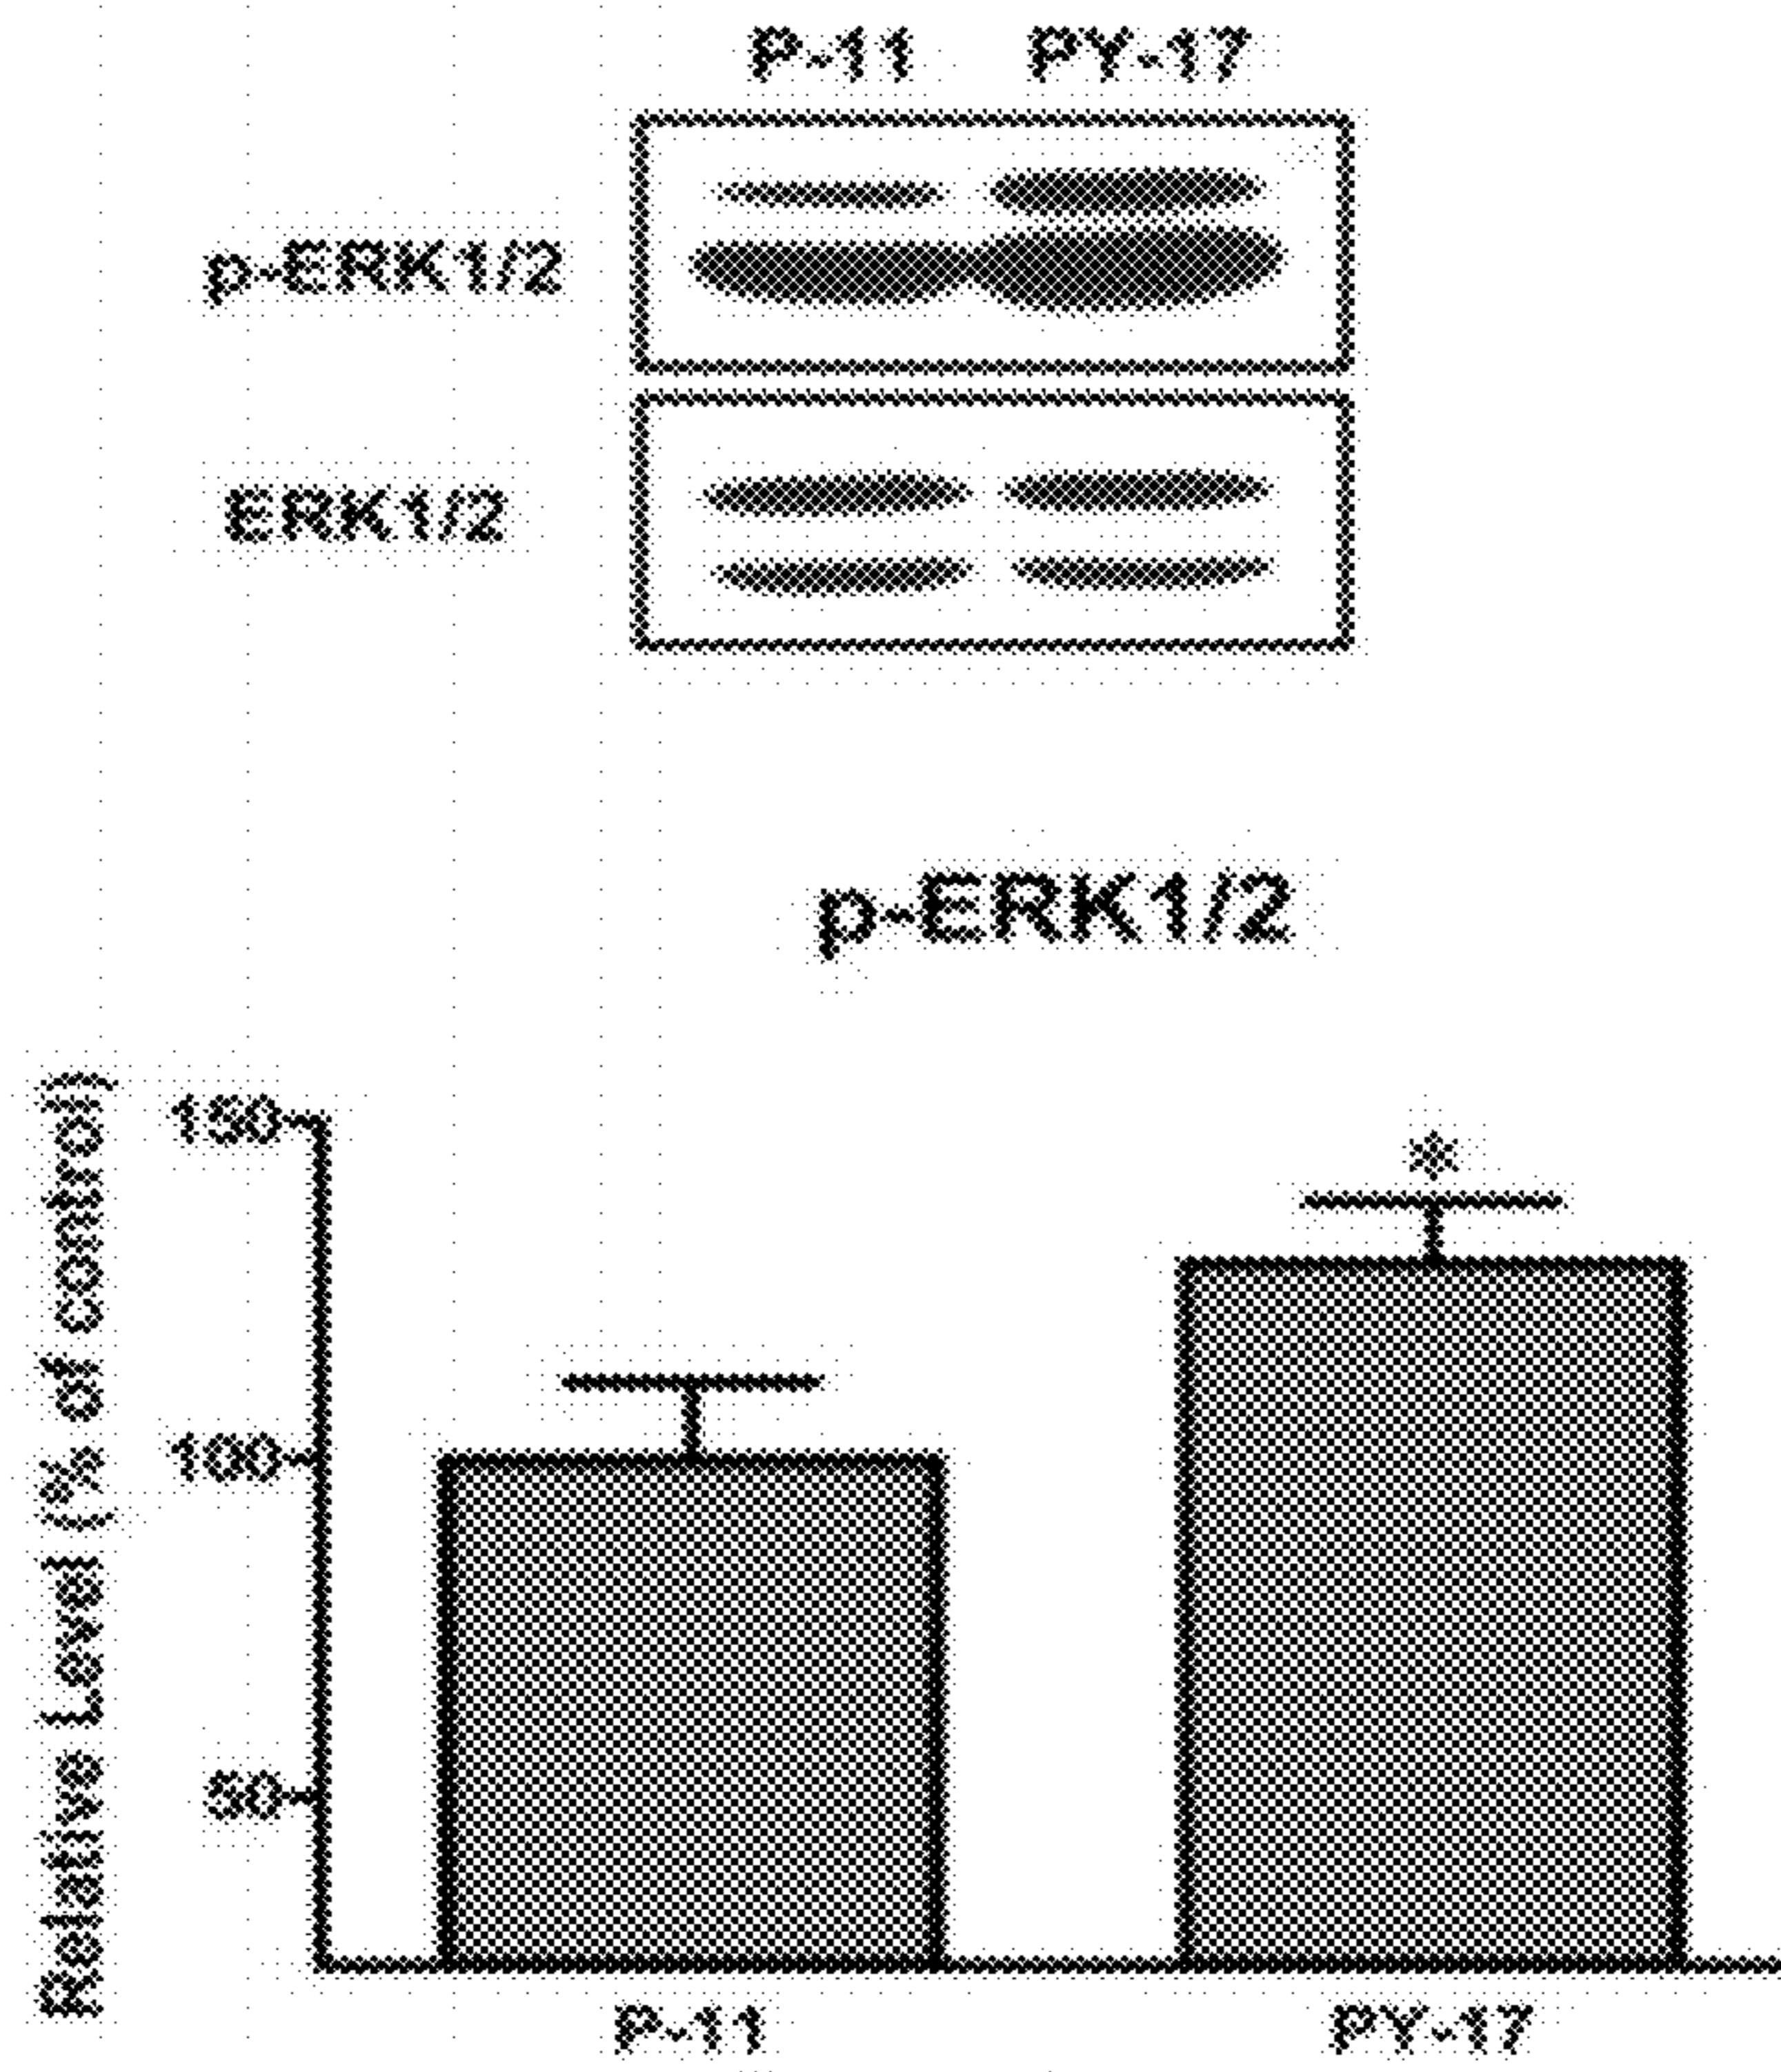 P-11 PY-17
p-ERK1/2
ERK1/2
p-ERK1/2
Relative Level (% of control)
150
*
100
50
P-11 PY-17